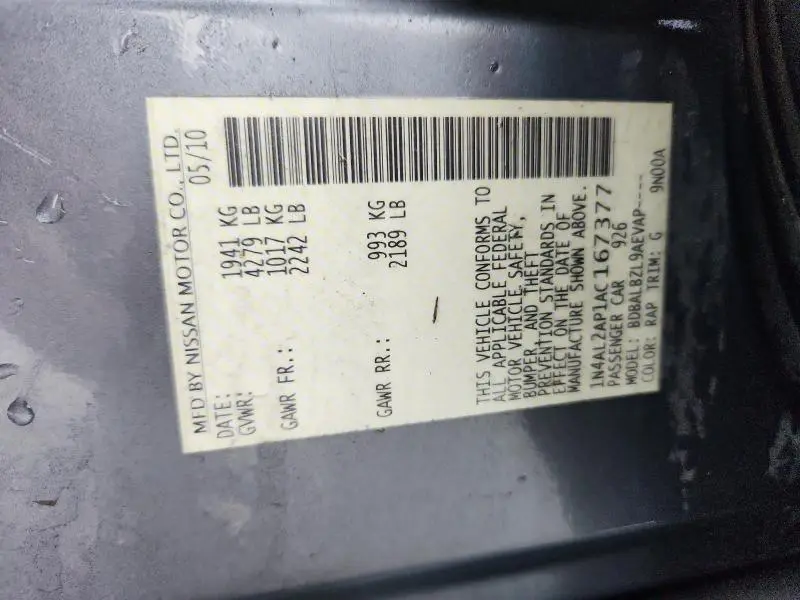 MFD BY NISSAN MOTOR CO., LTD.
DATE: 05/10
GVWR: 1941 KG
4279 LB
GAWR FR.: 1017 KG
2242 LB
GAWR RR.: 993 KG
2189 LB
THIS VEHICLE CONFORMS TO
ALL APPLICABLE FEDERAL
MOTOR VEHICLE SAFETY,
BUMPER, AND THEFT
PREVENTION STANDARDS IN
EFFECT ON THE DATE OF
MANUFACTURE SHOWN ABOVE.
1N4AL2AP1AC167377
PASSENGER CAR 926
MODEL: BDBALBZL9AEVAP----
COLOR: RAP TRIM: G 9N00A